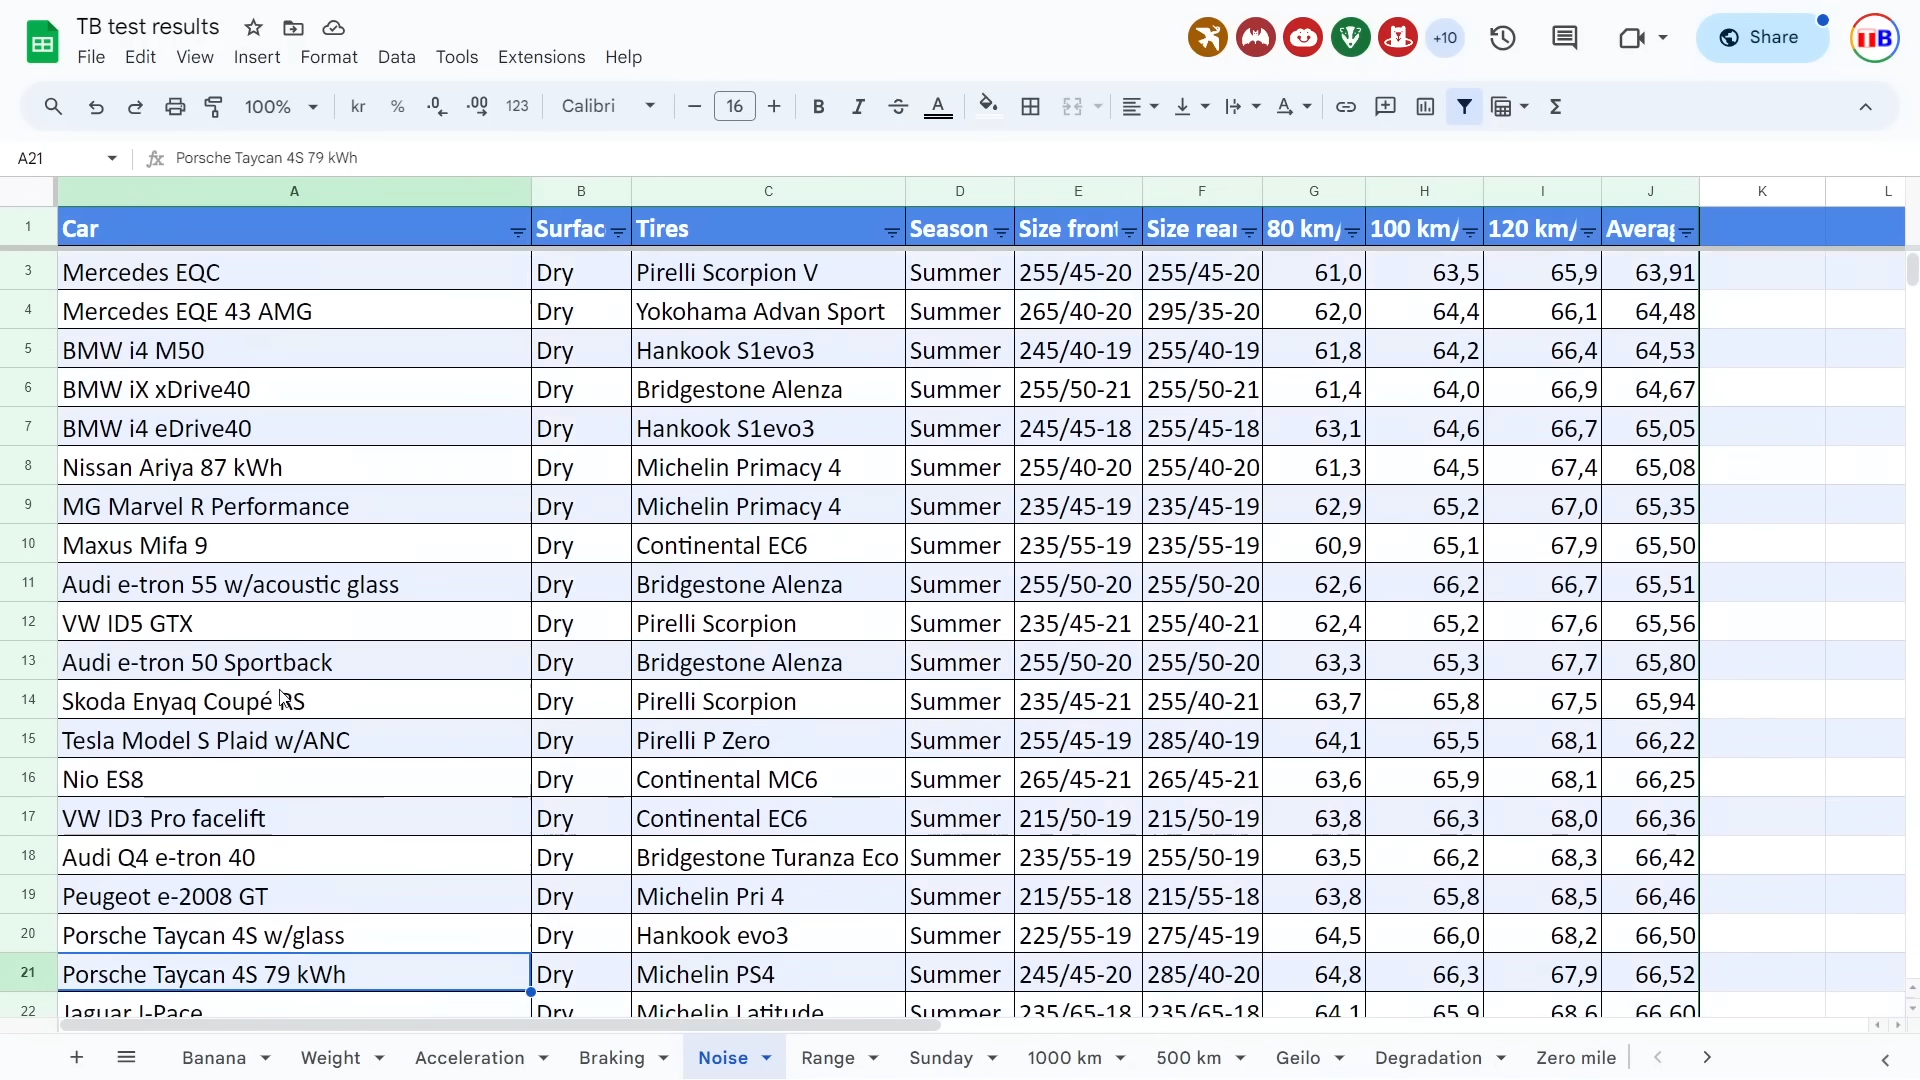 TB test results
File Edit View Insert Format Data Tools Extensions Help
+10
Share
TB
100% kr % .0 .00 123 Calibri 16 B I S A Σ
A21 fx Porsche Taycan 4S 79 kWh
A B C D E F G H I J K L
1 Car Surfac Tires Season Size front Size rear 80 km/ 100 km/ 120 km/ Averag
3 Mercedes EQC Dry Pirelli Scorpion V Summer 255/45-20 255/45-20 61,0 63,5 65,9 63,91
4 Mercedes EQE 43 AMG Dry Yokohama Advan Sport Summer 265/40-20 295/35-20 62,0 64,4 66,1 64,48
5 BMW i4 M50 Dry Hankook S1evo3 Summer 245/40-19 255/40-19 61,8 64,2 66,4 64,53
6 BMW iX xDrive40 Dry Bridgestone Alenza Summer 255/50-21 255/50-21 61,4 64,0 66,9 64,67
7 BMW i4 eDrive40 Dry Hankook S1evo3 Summer 245/45-18 255/45-18 63,1 64,6 66,7 65,05
8 Nissan Ariya 87 kWh Dry Michelin Primacy 4 Summer 255/40-20 255/40-20 61,3 64,5 67,4 65,08
9 MG Marvel R Performance Dry Michelin Primacy 4 Summer 235/45-19 235/45-19 62,9 65,2 67,0 65,35
10 Maxus Mifa 9 Dry Continental EC6 Summer 235/55-19 235/55-19 60,9 65,1 67,9 65,50
11 Audi e-tron 55 w/acoustic glass Dry Bridgestone Alenza Summer 255/50-20 255/50-20 62,6 66,2 66,7 65,51
12 VW ID5 GTX Dry Pirelli Scorpion Summer 235/45-21 255/40-21 62,4 65,2 67,6 65,56
13 Audi e-tron 50 Sportback Dry Bridgestone Alenza Summer 255/50-20 255/50-20 63,3 65,3 67,7 65,80
14 Skoda Enyaq Coupé RS Dry Pirelli Scorpion Summer 235/45-21 255/40-21 63,7 65,8 67,5 65,94
15 Tesla Model S Plaid w/ANC Dry Pirelli P Zero Summer 255/45-19 285/40-19 64,1 65,5 68,1 66,22
16 Nio ES8 Dry Continental MC6 Summer 265/45-21 265/45-21 63,6 65,9 68,1 66,25
17 VW ID3 Pro facelift Dry Continental EC6 Summer 215/50-19 215/50-19 63,8 66,3 68,0 66,36
18 Audi Q4 e-tron 40 Dry Bridgestone Turanza Eco Summer 235/55-19 255/50-19 63,5 66,2 68,3 66,42
19 Peugeot e-2008 GT Dry Michelin Pri 4 Summer 215/55-18 215/55-18 63,8 65,8 68,5 66,46
20 Porsche Taycan 4S w/glass Dry Hankook evo3 Summer 225/55-19 275/45-19 64,5 66,0 68,2 66,50
21 Porsche Taycan 4S 79 kWh Dry Michelin PS4 Summer 245/45-20 285/40-20 64,8 66,3 67,9 66,52
22 Jaguar I-Pace Dry Michelin Latitude Summer 235/65-18 235/65-18 64,1 65,9 68,6 66,60
Banana Weight Acceleration Braking Noise Range Sunday 1000 km 500 km Geilo Degradation Zero mile